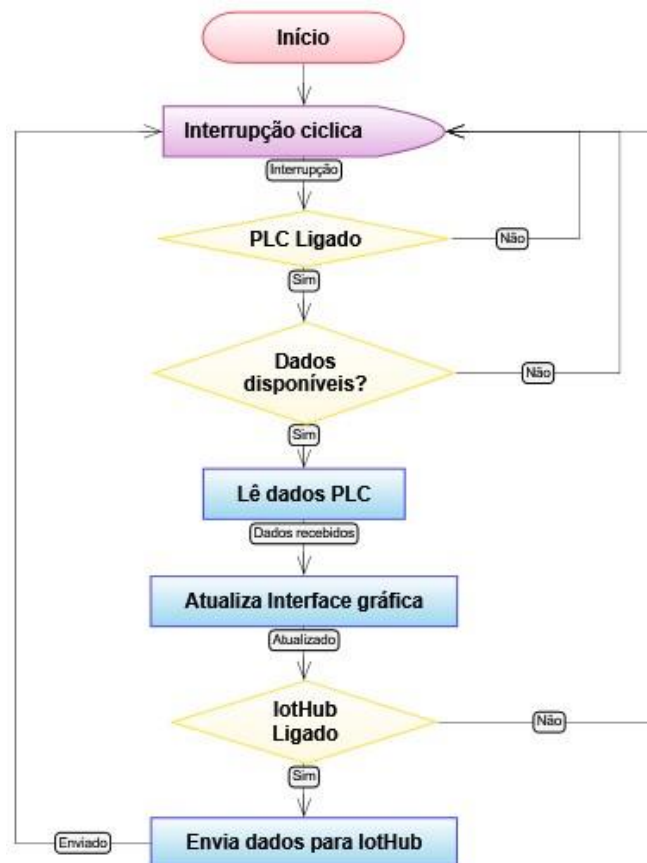 Início
Interrupção ciclica
Interrupção
PLC Ligado
Não
Sim
Dados
disponíveis?
Não
Sim
Lê dados PLC
Dados recebidos
Atualiza Interface gráfica
Atualizado
IotHub
Ligado
Não
Sim
Enviado
Envia dados para IotHub